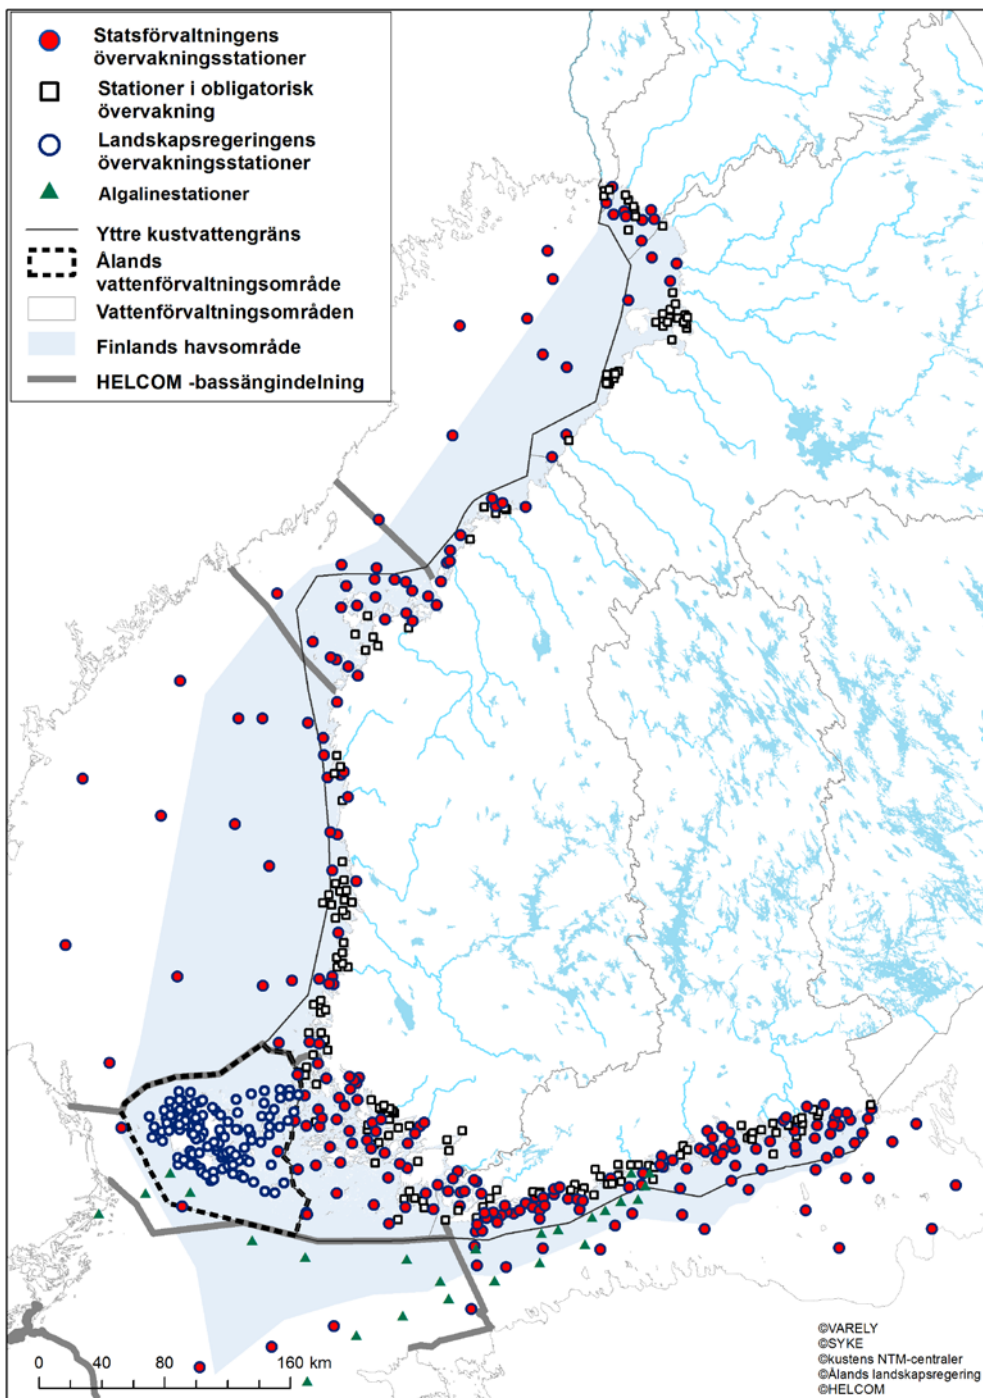 Statsförvaltningens
övervakningsstationer
Stationer i obligatorisk
övervakning
Landskapsregeringens
övervakningsstationer
Algalinestationer
Yttre kustvattengräns
Ålands
vattenförvaltningsområde
Vattenförvaltningsområden
Finlands havsområde
HELCOM -bassängindelning
0 40 80 160 km
©VARELY
©SYKE
©kustens NTM-centraler
©Ålands landskapsregering
©HELCOM